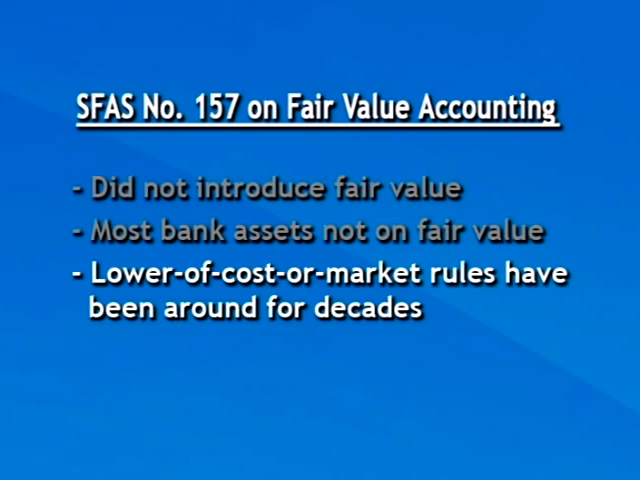 SFAS No. 157 on Fair Value Accounting
- Did not introduce fair value
- Most bank assets not on fair value
- Lower-of-cost-or-market rules have
been around for decades